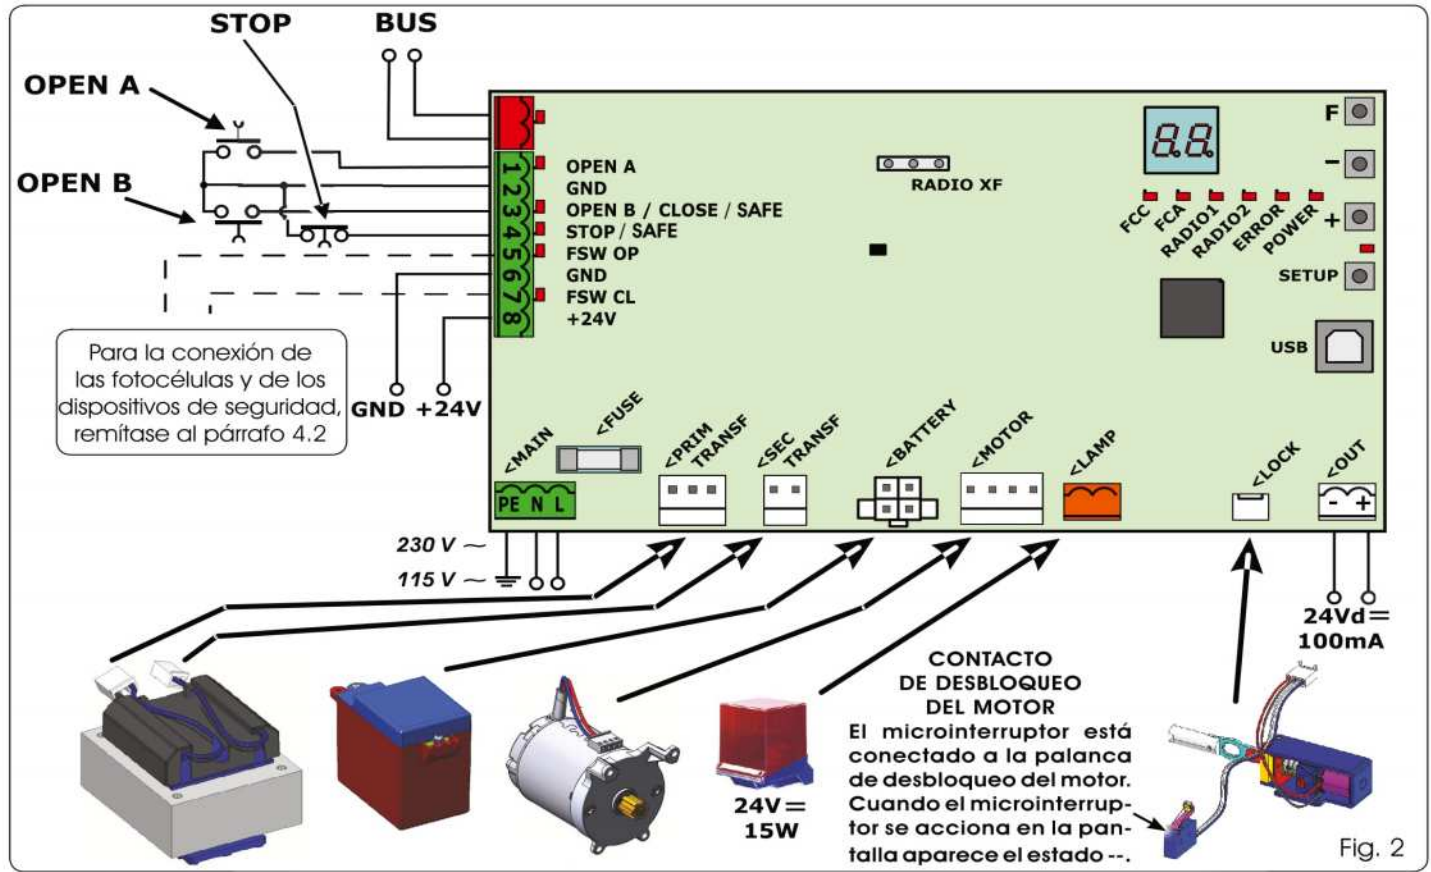 STOP
BUS
OPEN A
OPEN B
1 OPEN A
2 GND
3 OPEN B / CLOSE / SAFE
4 STOP / SAFE
5 FSW OP
6 GND
7 FSW CL
8 +24V
RADIO XF
8.8.
F
-
+
SETUP
USB
FCC
FCA
RADIO1
RADIO2
ERROR
POWER
Para la conexión de
las fotocélulas y de los
dispositivos de seguridad,
remítase al párrafo 4.2
GND +24V
<MAIN
<FUSE
<PRIM
TRANSF
<SEC
TRANSF
<BATTERY
<MOTOR
<LAMP
<LOCK
<OUT
PE N L
- +
230 V ~
115 V ~
24Vd=
100mA
24V=
15W
CONTACTO
DE DESBLOQUEO
DEL MOTOR
El microinterruptor está
conectado a la palanca
de desbloqueo del motor.
Cuando el microinterrup-
tor se acciona en la pan-
talla aparece el estado --.
Fig. 2